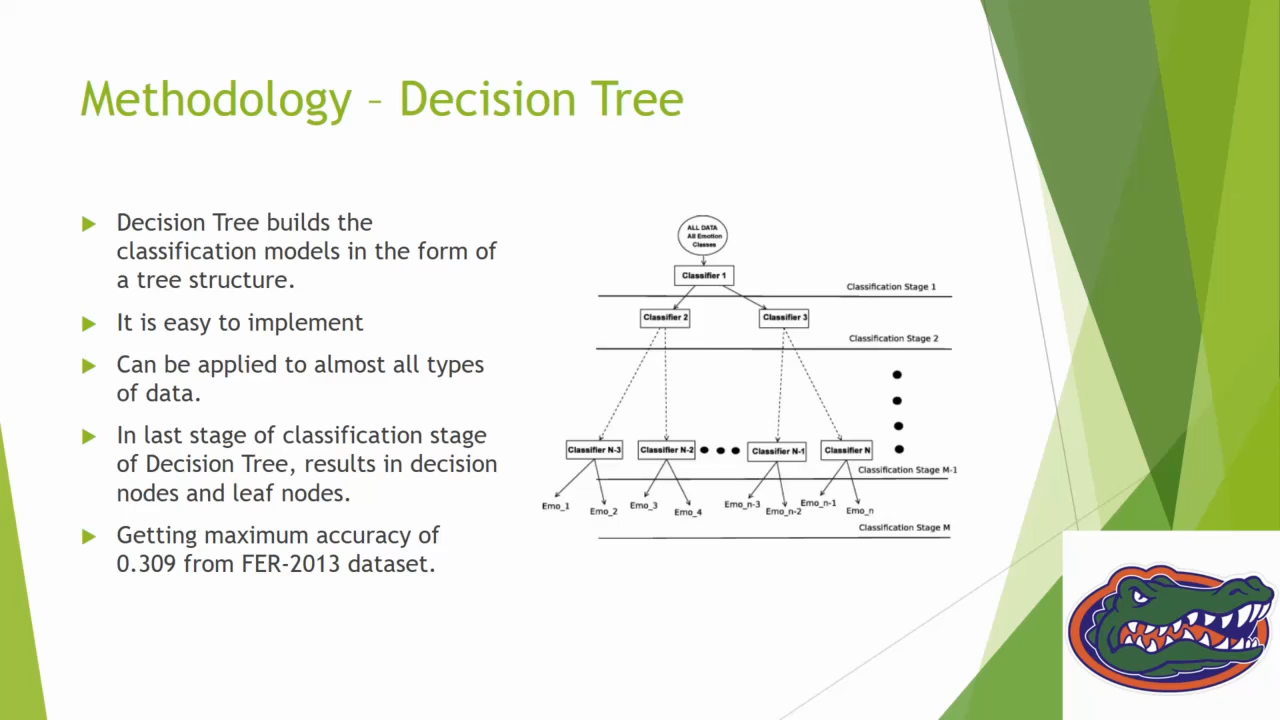 Methodology – Decision Tree
Decision Tree builds the
classification models in the form of
a tree structure.
It is easy to implement
Can be applied to almost all types
of data.
In last stage of classification stage
of Decision Tree, results in decision
nodes and leaf nodes.
Getting maximum accuracy of
0.309 from FER-2013 dataset.
ALL DATA
All Emotion
Classes
Classifier 1
Classification Stage 1
Classifier 2
Classifier 3
Classification Stage 2
Classifier N-3
Classifier N-2
Classifier N-1
Classifier N
Classification Stage M-1
Emo_1
Emo_2
Emo_3
Emo_4
Emo_n-3
Emo_n-2
Emo_n-1
Emo_n
Classification Stage M